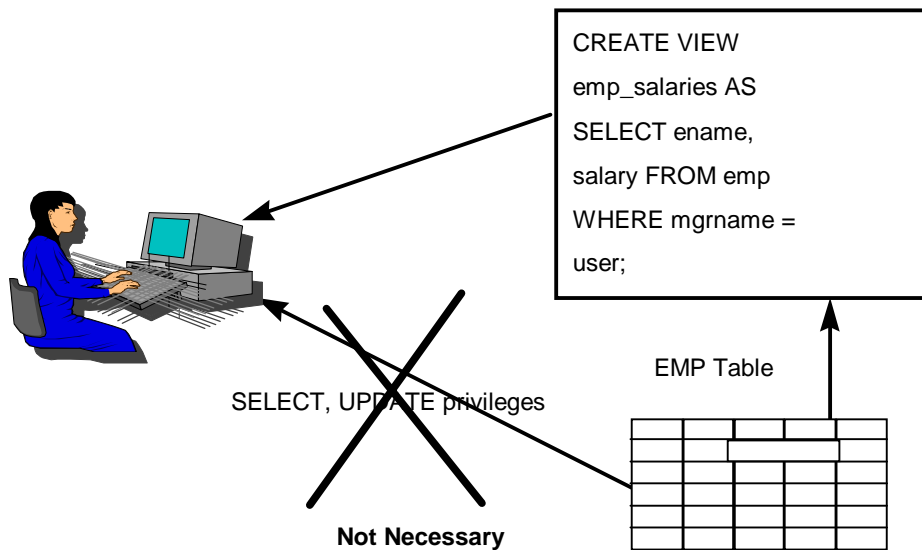 CREATE VIEW
emp_salaries AS
SELECT ename,
salary FROM emp
WHERE mgrname =
user;
EMP Table
SELECT, UPDATE privileges
Not Necessary